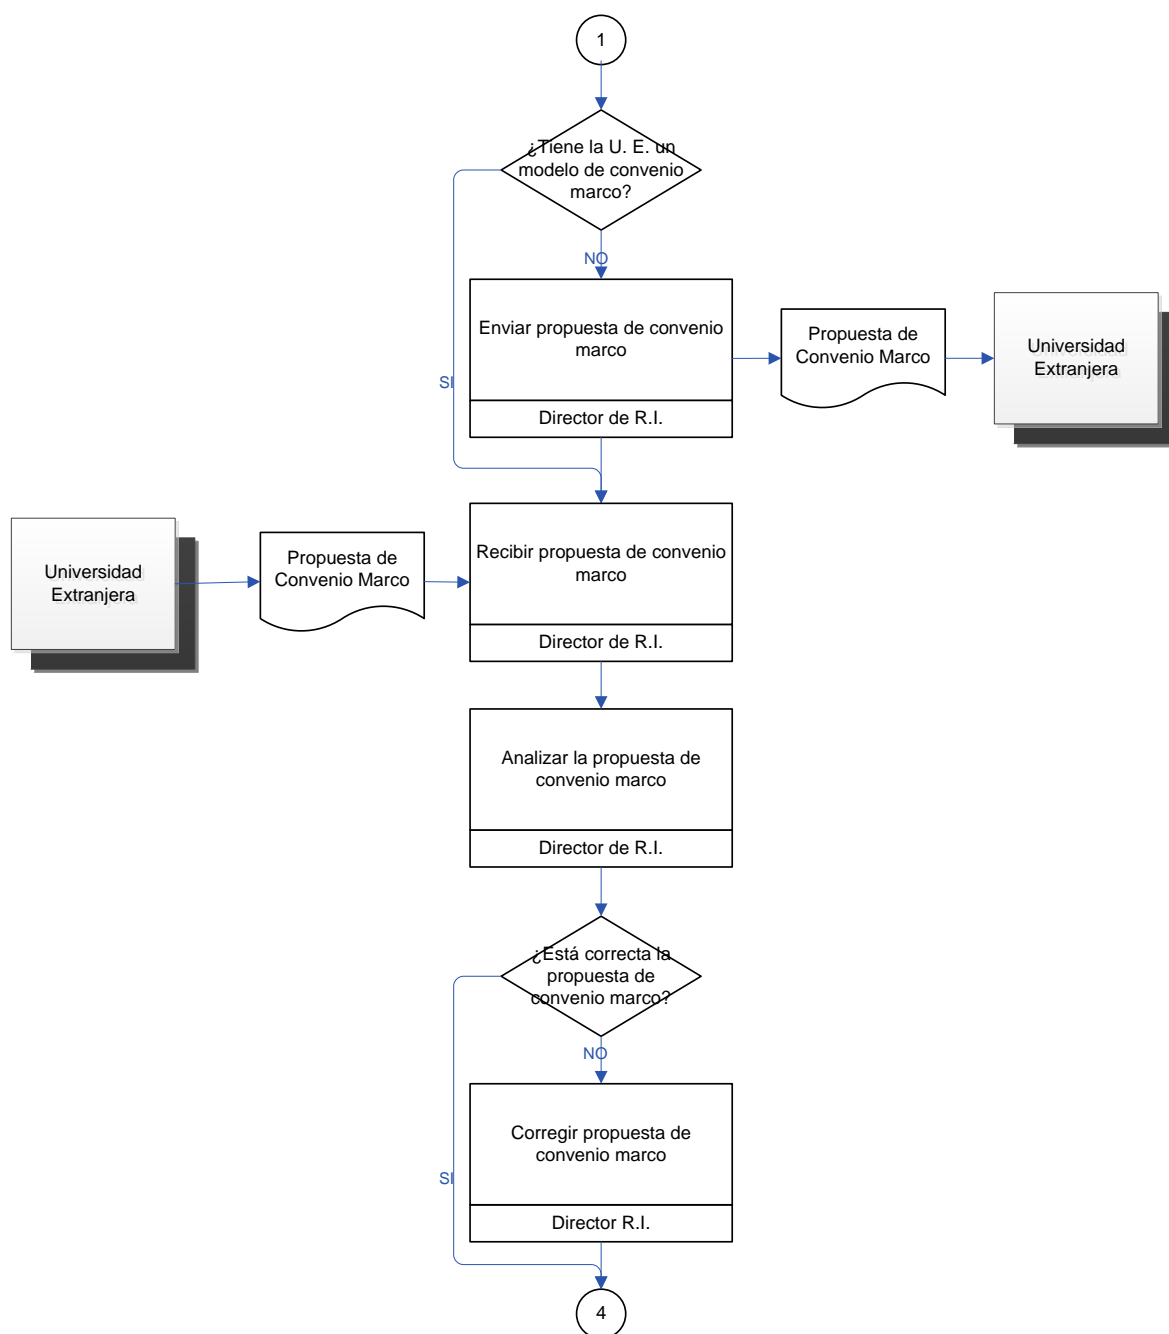 1
¿Tiene la U. E. un
modelo de convenio
marco?
NO
SI
Enviar propuesta de convenio
marco
Director de R.I.
Propuesta de
Convenio Marco
Universidad
Extranjera
Universidad
Extranjera
Propuesta de
Convenio Marco
Recibir propuesta de convenio
marco
Director de R.I.
Analizar la propuesta de
convenio marco
Director de R.I.
¿Está correcta la
propuesta de
convenio marco?
NO
SI
Corregir propuesta de
convenio marco
Director R.I.
4